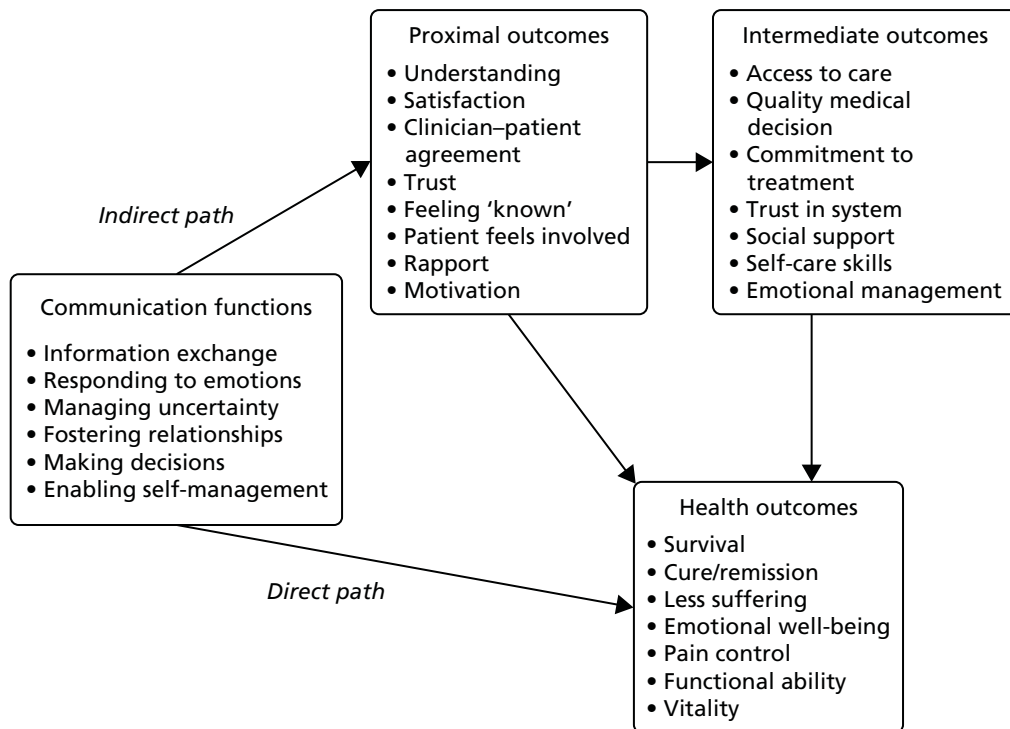 Proximal outcomes
• Understanding
• Satisfaction
• Clinician–patient
agreement
• Trust
• Feeling ‘known’
• Patient feels involved
• Rapport
• Motivation
Intermediate outcomes
• Access to care
• Quality medical
decision
• Commitment to
treatment
• Trust in system
• Social support
• Self-care skills
• Emotional management
Indirect path
Communication functions
• Information exchange
• Responding to emotions
• Managing uncertainty
• Fostering relationships
• Making decisions
• Enabling self-management
Direct path
Health outcomes
• Survival
• Cure/remission
• Less suffering
• Emotional well-being
• Pain control
• Functional ability
• Vitality